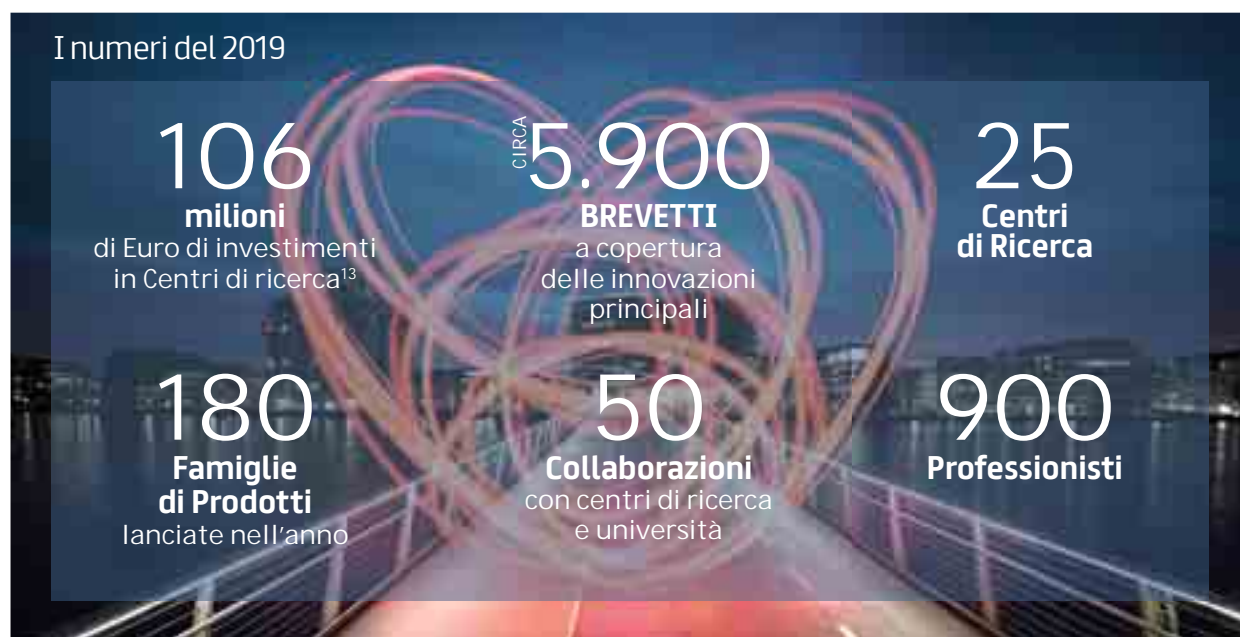 I numeri del 2019
106
milioni
di Euro di investimenti
in Centri di ricerca¹³
CIRCA
5.900
BREVETTI
a copertura
delle innovazioni
principali
25
Centri
di Ricerca
180
Famiglie
di Prodotti
lanciate nell'anno
50
Collaborazioni
con centri di ricerca
e università
900
Professionisti